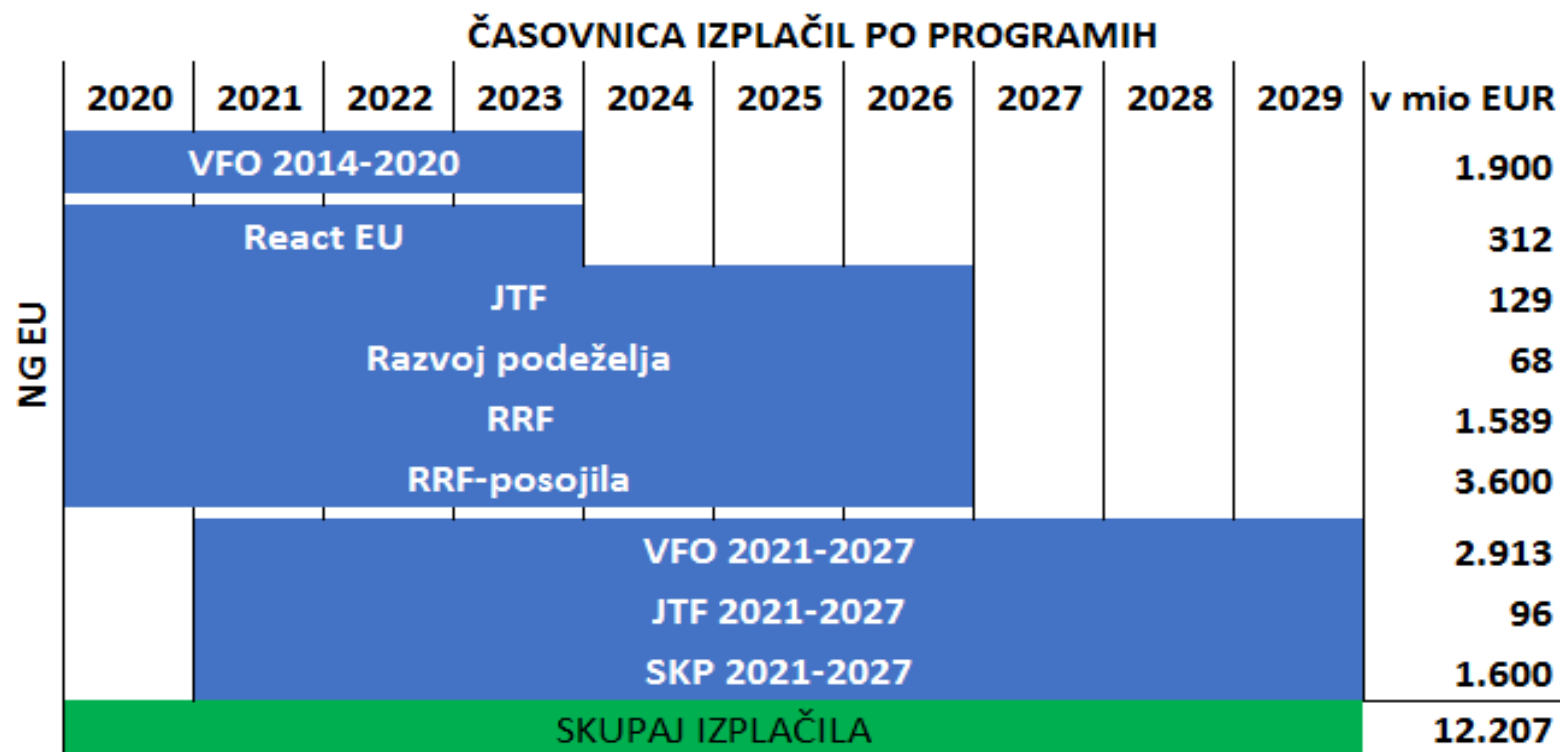 ČASOVNICA IZPLAČIL PO PROGRAMIH
2020 2021 2022 2023 2024 2025 2026 2027 2028 2029 v mio EUR
VFO 2014-2020 1.900
NG EU
React EU 312
JTF 129
Razvoj podeželja 68
RRF 1.589
RRF-posojila 3.600
VFO 2021-2027 2.913
JTF 2021-2027 96
SKP 2021-2027 1.600
SKUPAJ IZPLAČILA 12.207